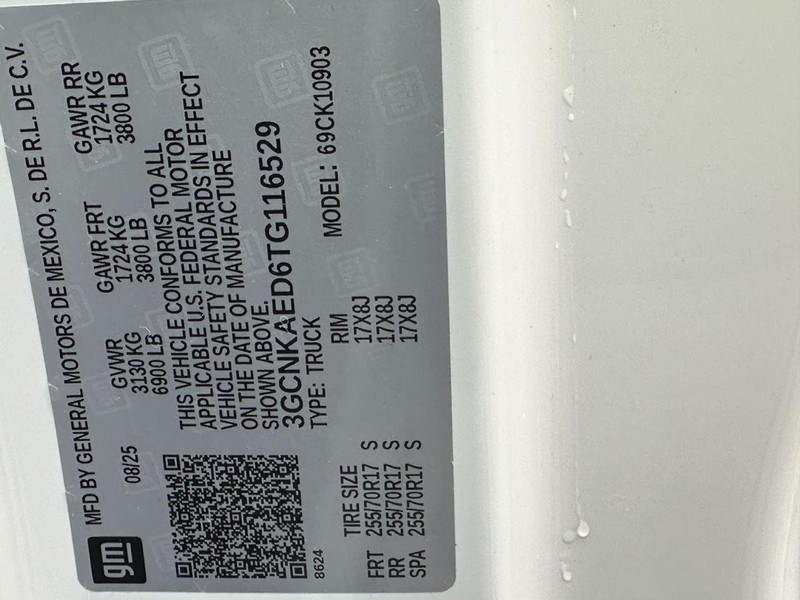 gm
MFD BY GENERAL MOTORS DE MEXICO, S. DE R.L. DE C.V.
08/25
GVWR GAWR FRT GAWR RR
3130 KG 1724 KG 1724 KG
6900 LB 3800 LB 3800 LB
THIS VEHICLE CONFORMS TO ALL
APPLICABLE U.S. FEDERAL MOTOR
VEHICLE SAFETY STANDARDS IN EFFECT
ON THE DATE OF MANUFACTURE
SHOWN ABOVE.
3GCNKAED6TG116529
TYPE: TRUCK MODEL: 69CK10903
8624
TIRE SIZE RIM
FRT 255/70R17 S 17X8J
RR 255/70R17 S 17X8J
SPA 255/70R17 S 17X8J